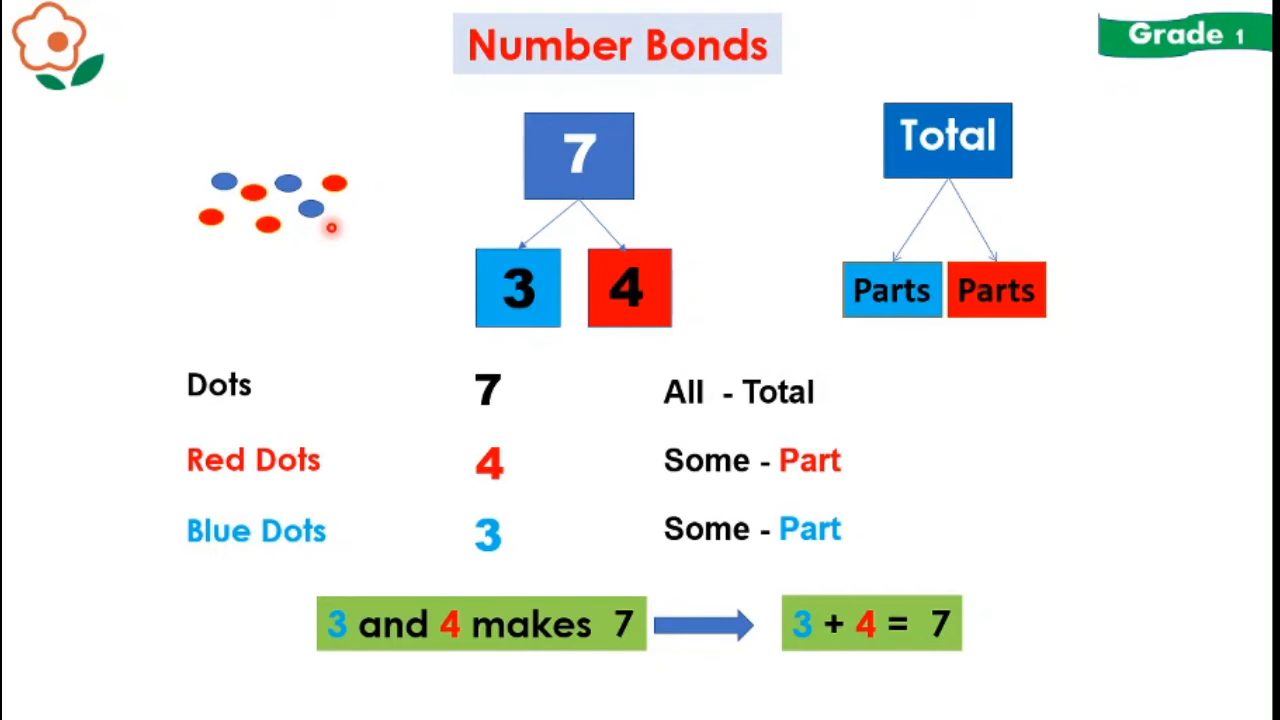 Number Bonds
Grade 1
7
Total
3 4
Parts Parts
Dots 7 All - Total
Red Dots 4 Some - Part
Blue Dots 3 Some - Part
3 and 4 makes 7 3 + 4 = 7